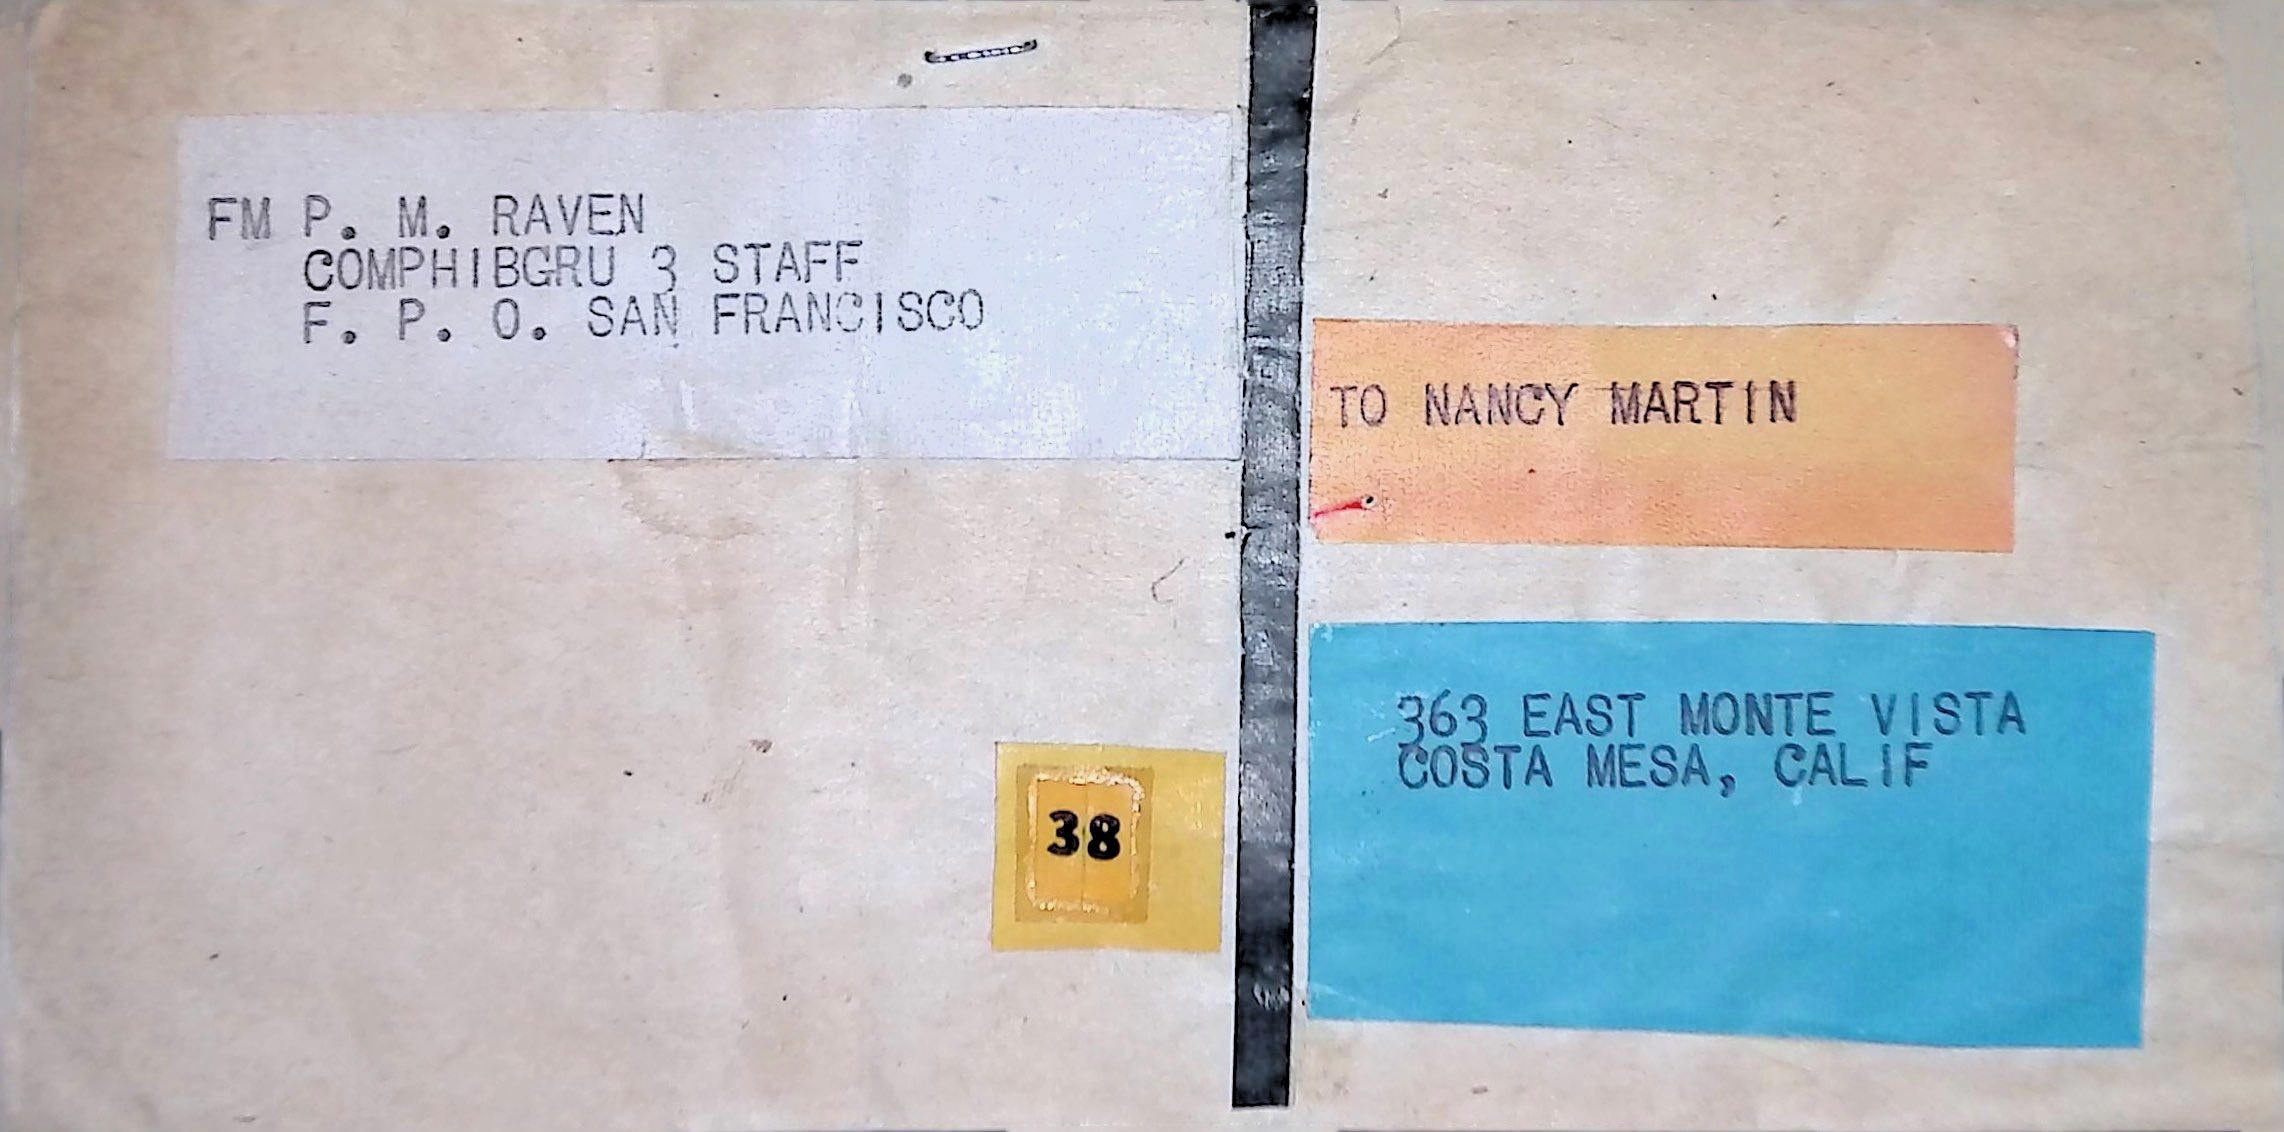 FM P. M. RAVEN
COMPHIBGRU 3 STAFF
F. P. O. SAN FRANCISCO
TO NANCY MARTIN
363 EAST MONTE VISTA
COSTA MESA, CALIF
38